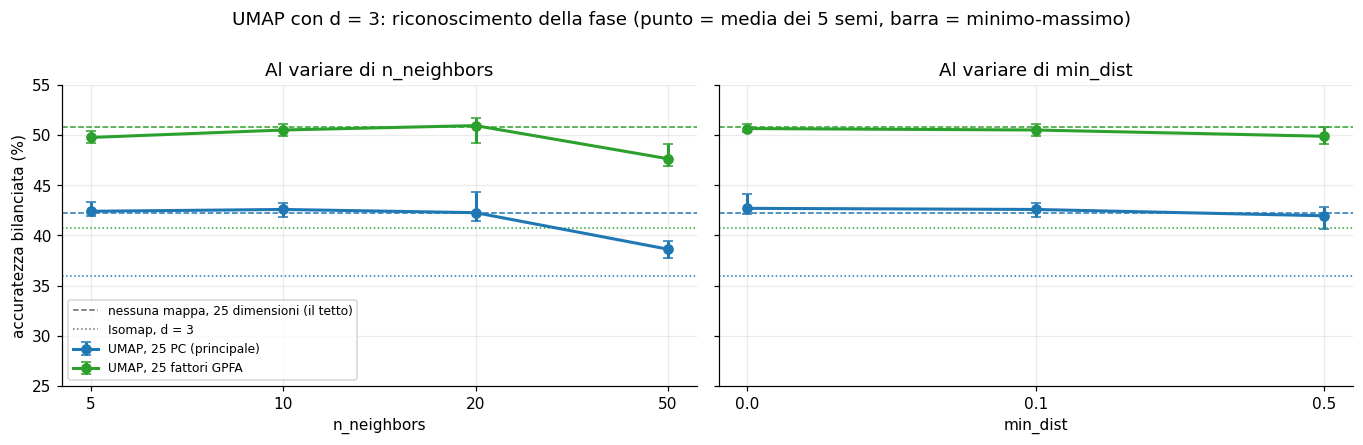 UMAP con d = 3: riconoscimento della fase (punto = media dei 5 semi, barra = minimo-massimo)
Al variare di n_neighbors
accuratezza bilanciata (%)
55
50
45
40
35
30
25
nessuna mappa, 25 dimensioni (il tetto)
Isomap, d = 3
UMAP, 25 PC (principale)
UMAP, 25 fattori GPFA
5
10
20
50
n_neighbors
Al variare di min_dist
0.0
0.1
0.5
min_dist